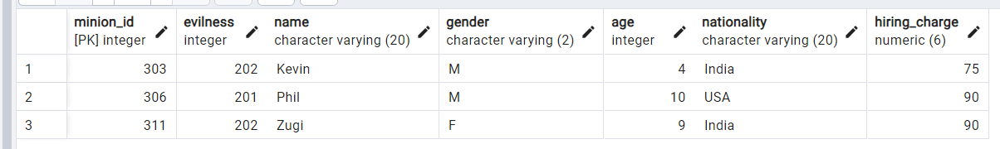 minion_id evilness name gender age nationality hiring_charge
[PK] integer integer character varying (20) character varying (2) integer character varying (20) numeric (6)
1 303 202 Kevin M 4 India 75
2 306 201 Phil M 10 USA 90
3 311 202 Zugi F 9 India 90